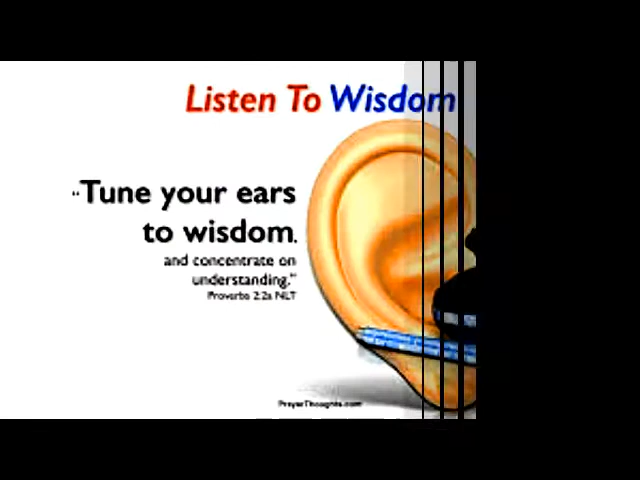 Listen To Wisdom
"Tune your ears
to wisdom,
and concentrate on
understanding."
Proverbs 2:2a NLT
PrayerThoughts.com